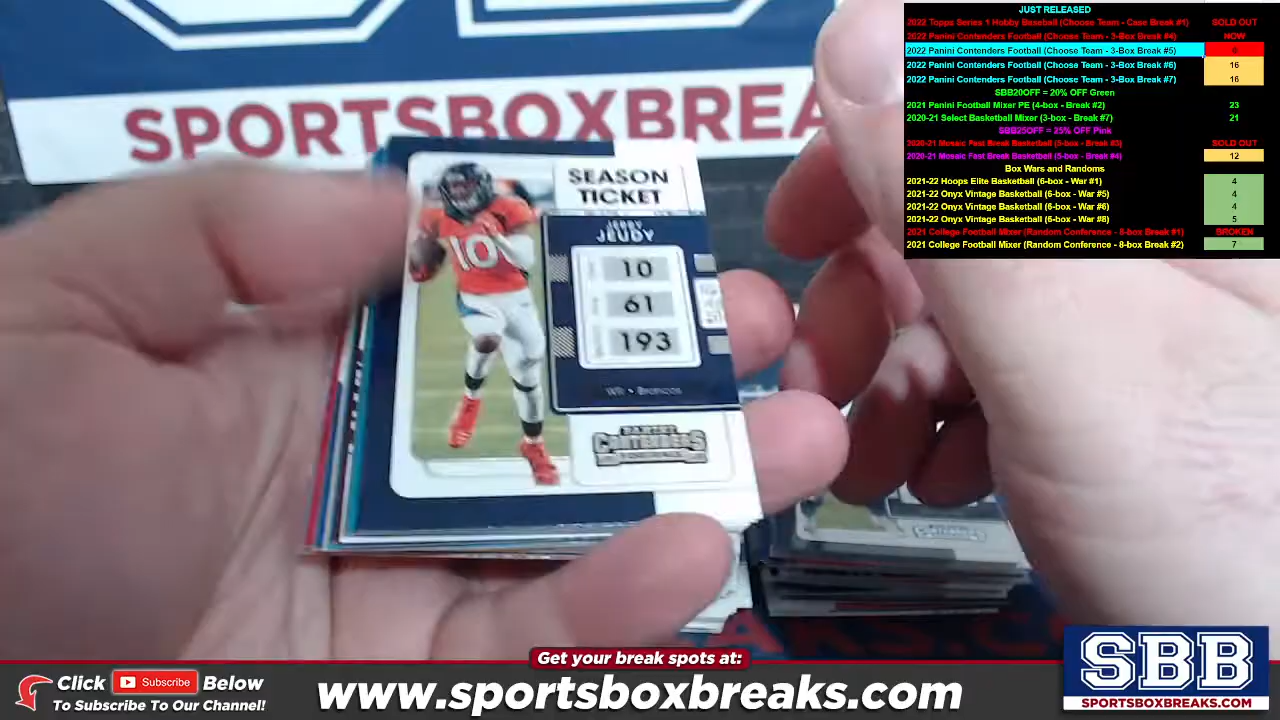 JUST RELEASED
2022 Topps Series 1 Hobby Baseball (Choose Team - Case Break #1) SOLD OUT
2022 Panini Contenders Football (Choose Team - 3-Box Break #4) NOW
2022 Panini Contenders Football (Choose Team - 3-Box Break #5) 6
2022 Panini Contenders Football (Choose Team - 3-Box Break #6) 16
2022 Panini Contenders Football (Choose Team - 3-Box Break #7) 16
SBB20OFF = 20% OFF Green
2021 Panini Football Mixer PE (4-box - Break #2) 23
2020-21 Select Basketball Mixer (3-box - Break #7) 21
SBB25OFF = 25% OFF Pink
2020-21 Mosaic Fast Break Basketball (5-box - Break #3) SOLD OUT
2020-21 Mosaic Fast Break Basketball (5-box - Break #4) 12
Box Wars and Randoms
2021-22 Hoops Elite Basketball (6-box - War #1) 4
2021-22 Onyx Vintage Basketball (6-box - War #5) 4
2021-22 Onyx Vintage Basketball (6-box - War #6) 4
2021-22 Onyx Vintage Basketball (6-box - War #8) 5
2021 College Football Mixer (Random Conference - 8-box Break #1) BROKEN
2021 College Football Mixer (Random Conference - 8-box Break #2) 7
SPORTSBOXBREA
SEASON
TICKET
JERRY
JEUDY
10
10
61
193
WR • Broncos
PANINI
CONTENDERS
Get your break spots at:
Click Subscribe Below
To Subscribe To Our Channel!
www.sportsboxbreaks.com
SBB
SPORTSBOXBREAKS.COM